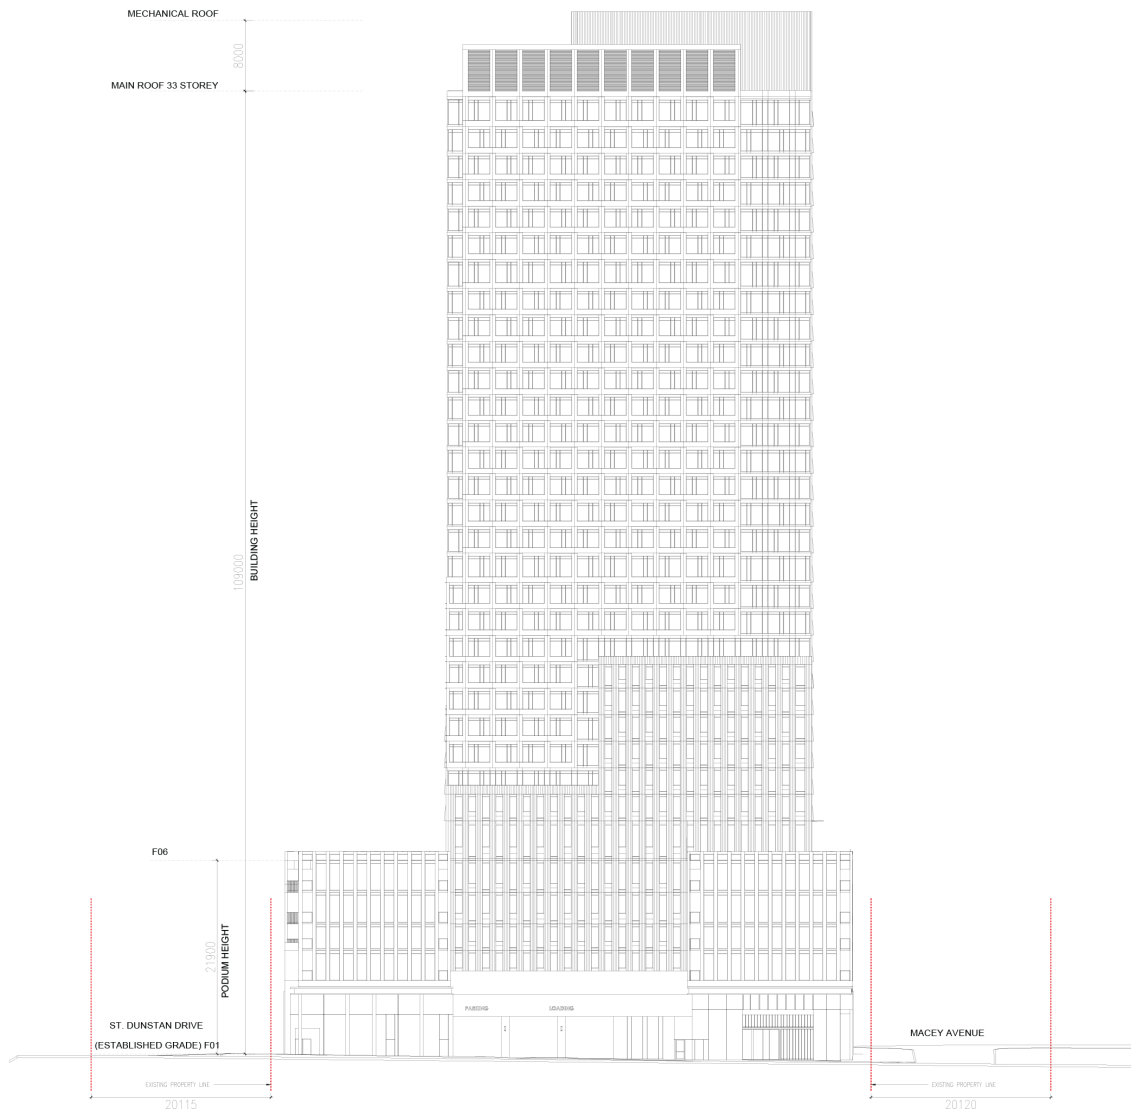 MECHANICAL ROOF
8000
MAIN ROOF 33 STOREY
BUILDING HEIGHT
109000
F06
21900
PODIUM HEIGHT
PARKING
LOADING
ST. DUNSTAN DRIVE
(ESTABLISHED GRADE) F01
MACEY AVENUE
EXISTING PROPERTY LINE
EXISTING PROPERTY LINE
20115
20120